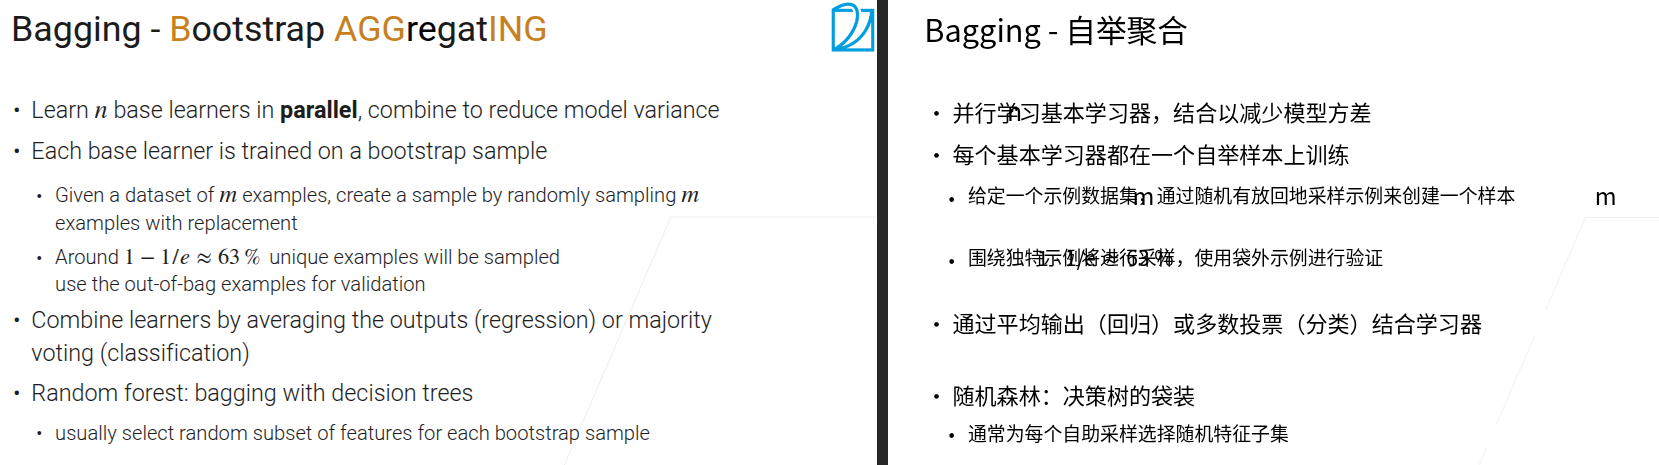 Bagging - Bootstrap AGGregatING
• Learn n base learners in parallel, combine to reduce model variance
• Each base learner is trained on a bootstrap sample
• Given a dataset of m examples, create a sample by randomly sampling m
examples with replacement
• Around 1 − 1/e ≈ 63 % unique examples will be sampled
use the out-of-bag examples for validation
• Combine learners by averaging the outputs (regression) or majority
voting (classification)
• Random forest: bagging with decision trees
• usually select random subset of features for each bootstrap sample
Bagging - 自举聚合
• 并行学习基本学习器，结合以减少模型方差
n
• 每个基本学习器都在一个自举样本上训练
• 给定一个示例数据集，通过随机有放回地采样示例来创建一个样本
m
m
• 围绕独特示例将进行采样，使用袋外示例进行验证
• 通过平均输出（回归）或多数投票（分类）结合学习器
• 随机森林：决策树的袋装
• 通常为每个自助采样选择随机特征子集